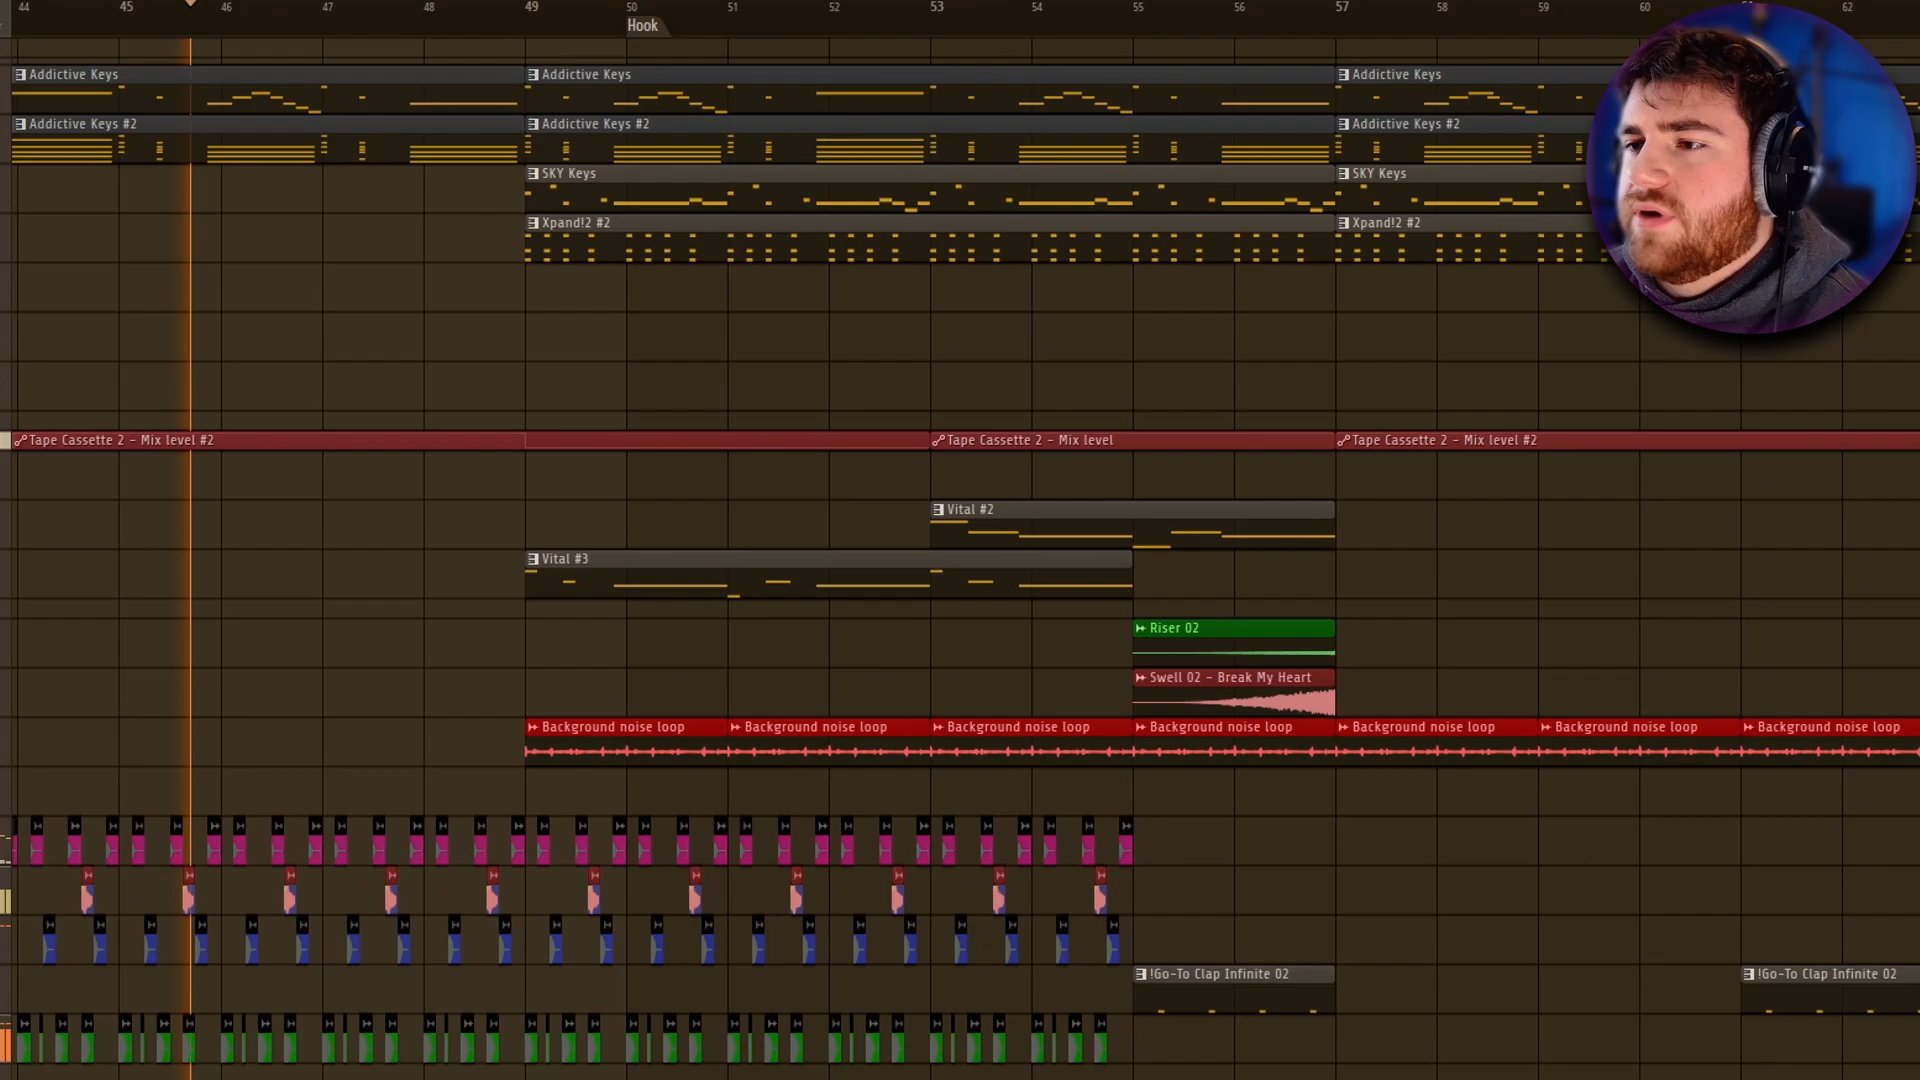 44 45 46 47 48 49 50 51 52 53 54 55 56 57 58 59 60 62
Hook
Addictive Keys Addictive Keys Addictive Keys
Addictive Keys #2 Addictive Keys #2 Addictive Keys #2
SKY Keys SKY Keys
Xpand!2 #2 Xpand!2 #2
Tape Cassette 2 - Mix level #2 Tape Cassette 2 - Mix level Tape Cassette 2 - Mix level #2
Vital #2
Vital #3
Riser 02
Swell 02 - Break My Heart
Background noise loop Background noise loop Background noise loop Background noise loop Background noise loop Background noise loop Background noise loop
!Go-To Clap Infinite 02 !Go-To Clap Infinite 02